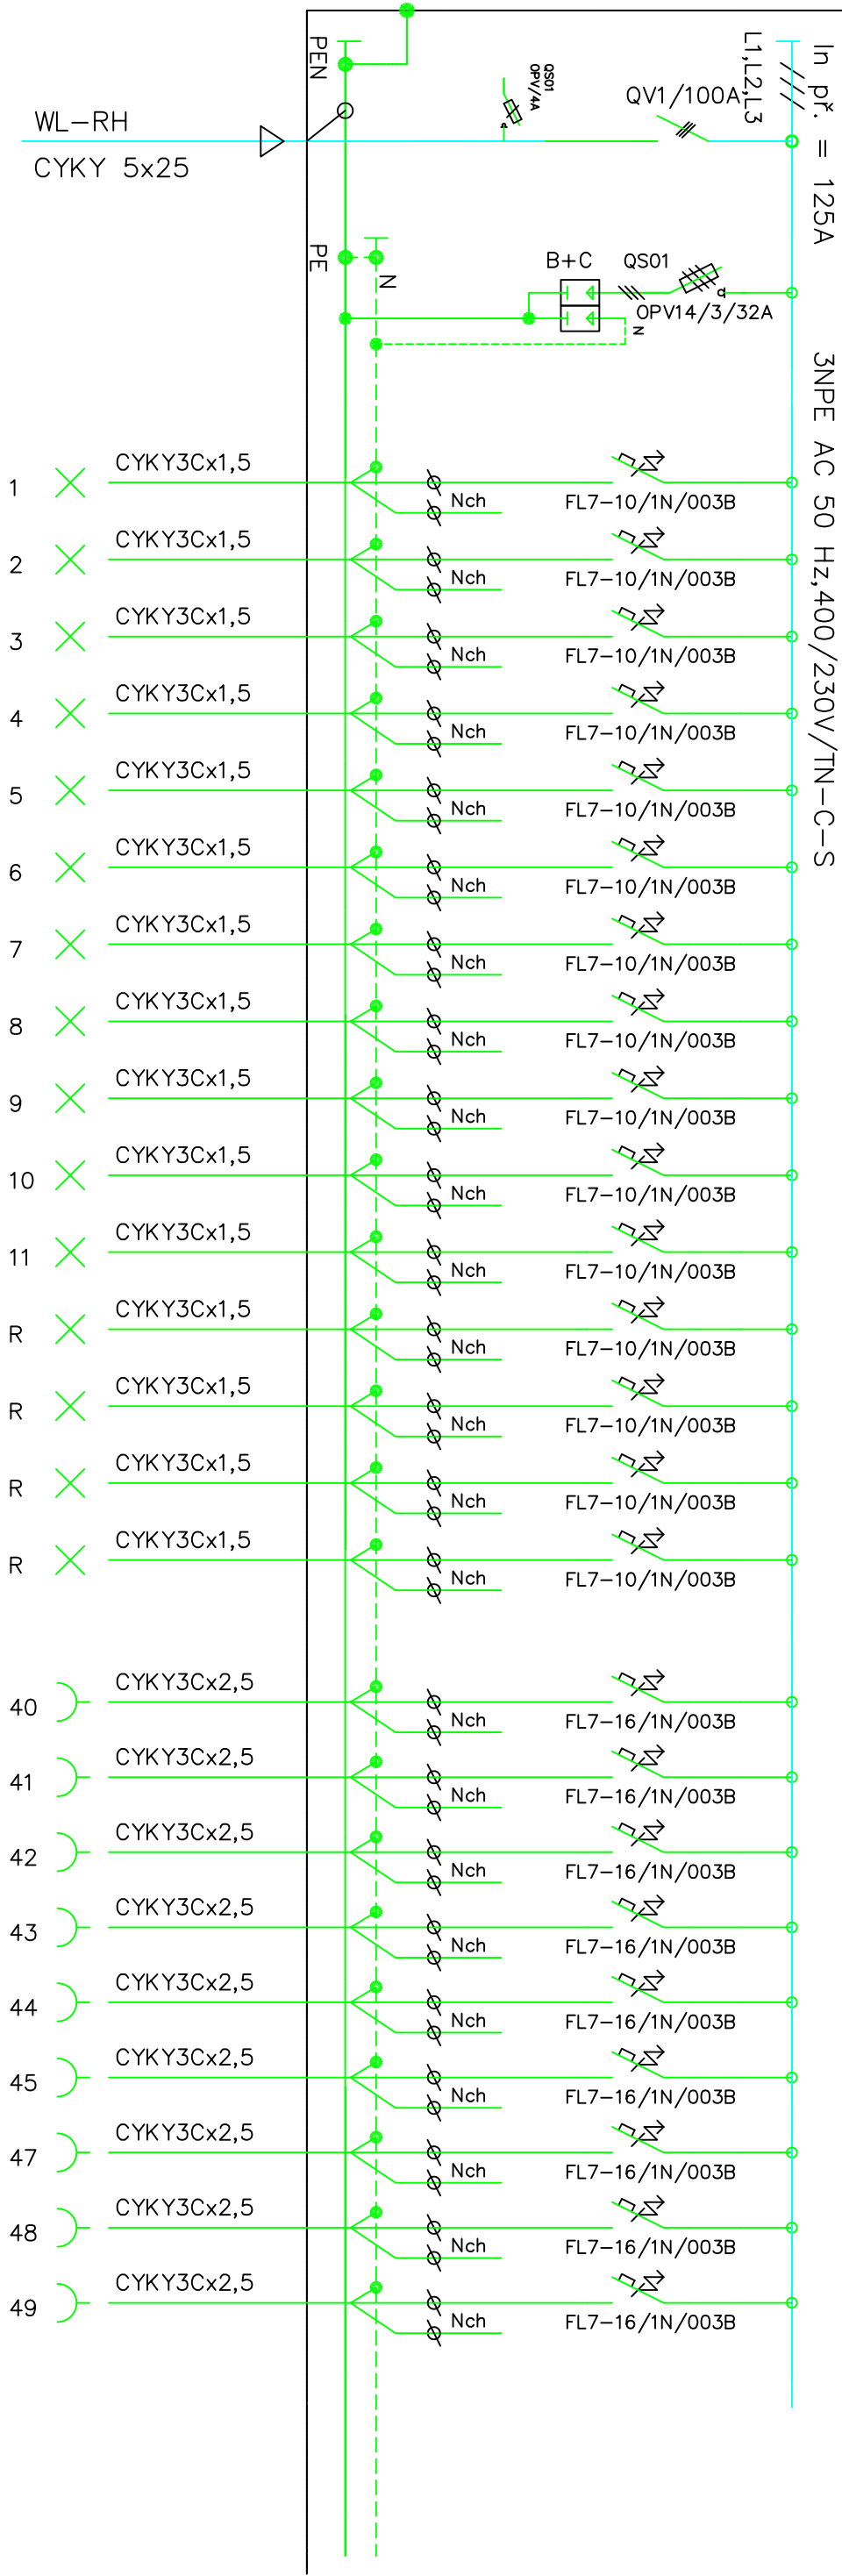 In př. = 125A
3NPE AC 50 Hz,400/230V/TN-C-S
L1,L2,L3
PEN
QS01
OPV/4A
QV1/100A
WL-RH
CYKY 5x25
PE
N
B+C
QS01
OPV14/3/32A
N
1 CYKY3Cx1,5 Nch FL7-10/1N/003B
2 CYKY3Cx1,5 Nch FL7-10/1N/003B
3 CYKY3Cx1,5 Nch FL7-10/1N/003B
4 CYKY3Cx1,5 Nch FL7-10/1N/003B
5 CYKY3Cx1,5 Nch FL7-10/1N/003B
6 CYKY3Cx1,5 Nch FL7-10/1N/003B
7 CYKY3Cx1,5 Nch FL7-10/1N/003B
8 CYKY3Cx1,5 Nch FL7-10/1N/003B
9 CYKY3Cx1,5 Nch FL7-10/1N/003B
10 CYKY3Cx1,5 Nch FL7-10/1N/003B
11 CYKY3Cx1,5 Nch FL7-10/1N/003B
R CYKY3Cx1,5 Nch FL7-10/1N/003B
R CYKY3Cx1,5 Nch FL7-10/1N/003B
R CYKY3Cx1,5 Nch FL7-10/1N/003B
R CYKY3Cx1,5 Nch FL7-10/1N/003B
40 CYKY3Cx2,5 Nch FL7-16/1N/003B
41 CYKY3Cx2,5 Nch FL7-16/1N/003B
42 CYKY3Cx2,5 Nch FL7-16/1N/003B
43 CYKY3Cx2,5 Nch FL7-16/1N/003B
44 CYKY3Cx2,5 Nch FL7-16/1N/003B
45 CYKY3Cx2,5 Nch FL7-16/1N/003B
47 CYKY3Cx2,5 Nch FL7-16/1N/003B
48 CYKY3Cx2,5 Nch FL7-16/1N/003B
49 CYKY3Cx2,5 Nch FL7-16/1N/003B